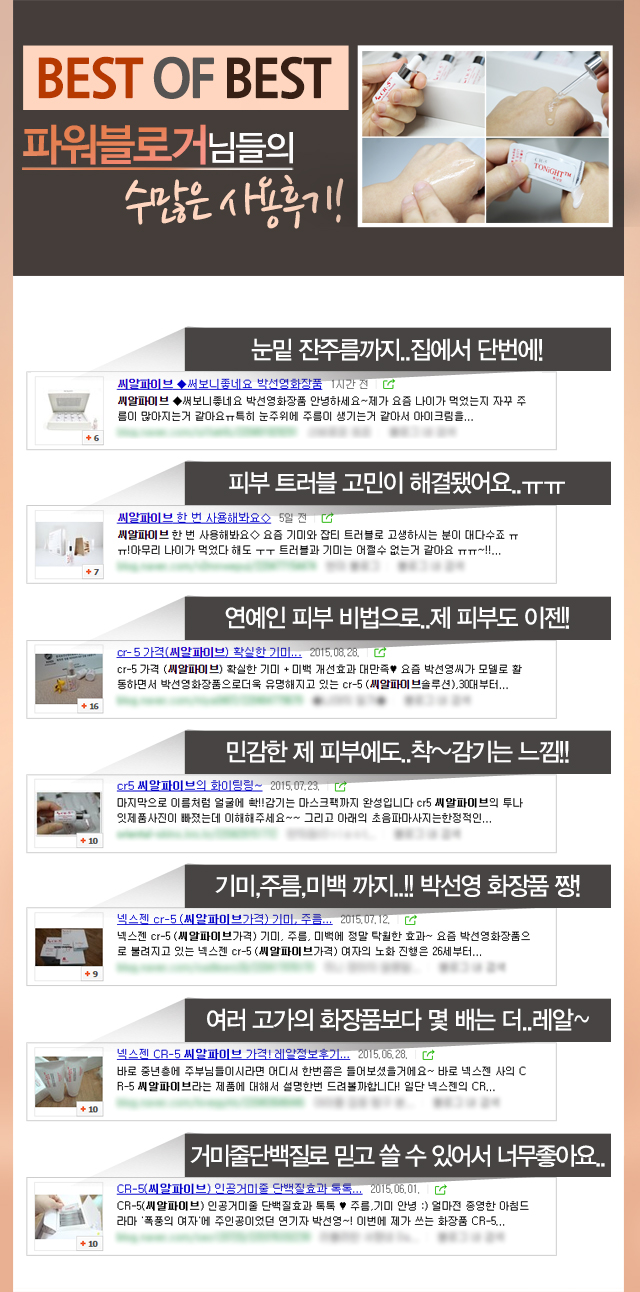 BEST OF BEST
파워블로거님들의
수많은 사용후기!
TONiGHT™
눈밑 잔주름까지..집에서 단번에!
씨알파이브 ◆써보니좋네요 박선영화장품 1시간 전
씨알파이브 ◆써보니좋네요 박선영화장품 안녕하세요~제가 요즘 나이가 먹었는지 자꾸 주
름이 많아지는거 같아요ㅠ특히 눈주위에 주름이 생기는거 같아서 아이크림을...
+ 6
피부 트러블 고민이 해결됐어요..ㅠㅠ
씨알파이브 한 번 사용해봐요◇ 5일 전
씨알파이브 한 번 사용해봐요◇ 요즘 기미와 잡티 트러블로 고생하시는 분이 대다수죠 ㅠ
ㅠ!아무리 나이가 먹었다 해도 ㅜㅜ 트러블과 기미는 어쩔수 없는거 같아요 ㅠㅠ~!!...
+ 7
연예인 피부 비법으로..제 피부도 이젠!!
cr-5 가격(씨알파이브) 확실한 기미... 2015.08.28.
cr-5 가격 (씨알파이브) 확실한 기미 + 미백 개선효과 대만족♥ 요즘 박선영씨가 모델로 활
동하면서 박선영화장품으로더욱 유명해지고 있는 cr-5 (씨알파이브솔루션),30대부터...
+ 16
민감한 제 피부에도..착~감기는 느낌!!
cr5 씨알파이브의 화이팅링~ 2015.07.23.
마지막으로 이름처럼 얼굴에 학!!감기는 마스크팩까지 완성입니다 cr5 씨알파이브의 투나
잇제품사진이 빠졌는데 이해해주세요~~ 그리고 아래의 초음파마사지는한정적인...
+ 10
기미,주름,미백 까지..!! 박선영 화장품 짱!
넥스젠 cr-5 (씨알파이브가격) 기미, 주름... 2015.07.12.
넥스젠 cr-5 (씨알파이브가격) 기미, 주름, 미백에 정말 탁월한 효과~ 요즘 박선영화장품으
로 불려지고 있는 넥스젠 cr-5 (씨알파이브가격) 여자의 노화 진행은 26세부터...
+ 9
여러 고가의 화장품보다 몇 배는 더..레알~
넥스젠 CR-5 씨알파이브 가격! 레알정보후기... 2015.06.28.
바로 중년층에 주부님들이시라면 어디서 한번쯤은 들어보셨을거에요~ 바로 넥스젠 사의 C
R-5 씨알파이브라는 제품에 대해서 설명한번 드려볼까합니다! 일단 넥스젠의 CR...
+ 10
거미줄단백질로 믿고 쓸 수 있어서 너무좋아요..
CR-5(씨알파이브) 인공거미줄 단백질효과 톡톡... 2015.06.01.
CR-5(씨알파이브) 인공거미줄 단백질효과 톡톡 ♥ 주름,기미 안녕 :) 얼마전 종영한 아침드
라마 '폭풍의 여자'에 주인공이었던 연기자 박선영~! 이번에 제가 쓰는 화장품 CR-5...
+ 10